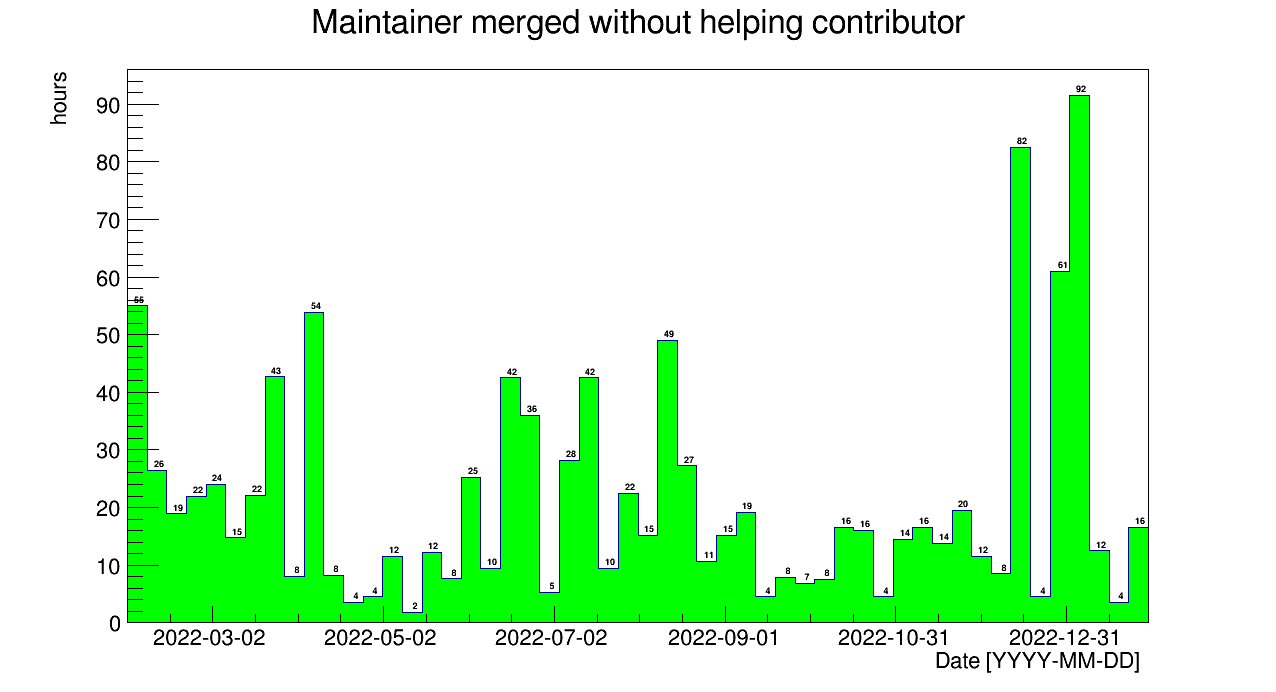 Maintainer merged without helping contributor
hours
90
80
70
60
50
40
30
20
10
0
55 26 19 22 24 15 22 43 8 54 8 4 4 12 2 12 8 25 10 42 36 5 28 42 10 22 15 49 27 11 15 19 4 8 7 8 16 16 4 14 16 14 20 12 8 82 4 61 92 12 4 16
2022-03-02 2022-05-02 2022-07-02 2022-09-01 2022-10-31 2022-12-31
Date [YYYY-MM-DD]